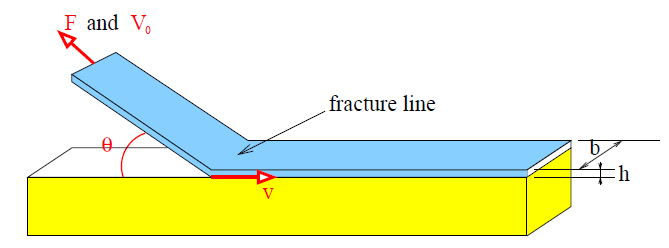 F and V₀
fracture line
θ
b
h
v